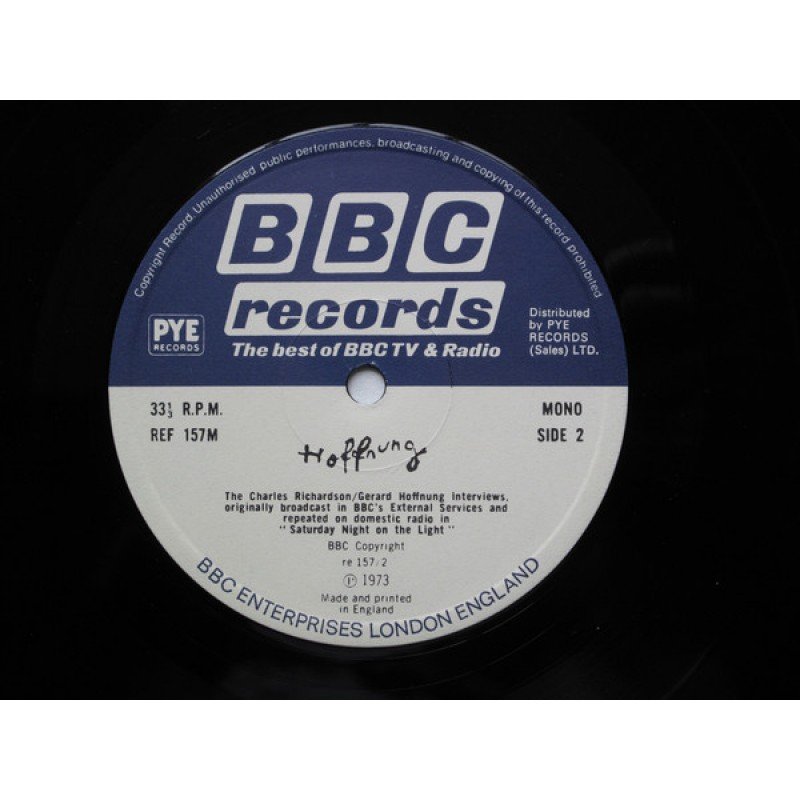 Copyright Record. Unauthorised public performances, broadcasting and copying of this record prohibited
BBC
records
The best of BBC TV & Radio
PYE
RECORDS
Distributed
by PYE
RECORDS
(Sales) LTD.
33⅓ R.P.M.
REF 157M
MONO
SIDE 2
Hoffnung
The Charles Richardson/Gerard Hoffnung Interviews,
originally broadcast in BBC's External Services and
repeated on domestic radio in
"Saturday Night on the Light"
BBC Copyright
re 157/2
℗ 1973
Made and printed
in England
BBC ENTERPRISES LONDON ENGLAND